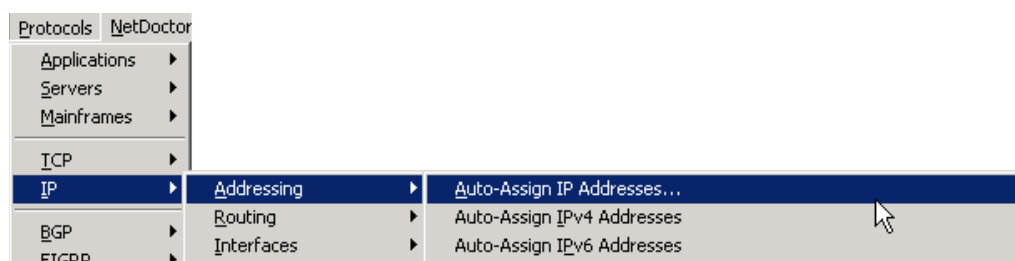 Protocols NetDoctor
Applications
Servers
Mainframes
TCP
IP Addressing Auto-Assign IP Addresses...
Routing Auto-Assign IPv4 Addresses
BGP Interfaces Auto-Assign IPv6 Addresses
EIGRP